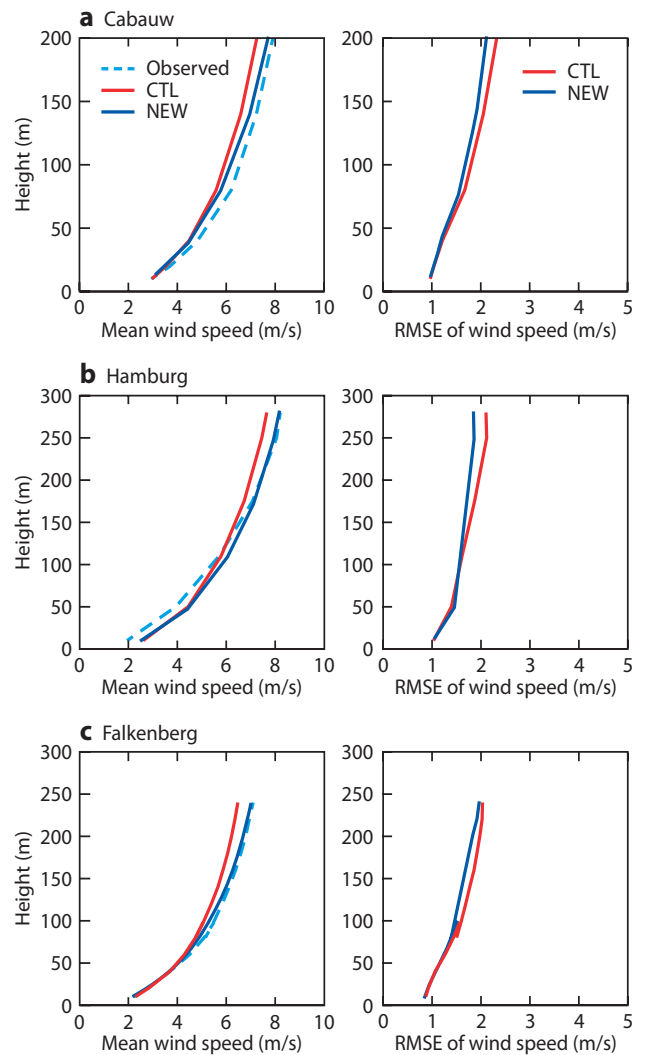 a Cabauw
200
150
100
50
0
Height (m)
Observed
CTL
NEW
0 2 4 6 8 10
Mean wind speed (m/s)
200
150
100
50
0
CTL
NEW
0 1 2 3 4 5
RMSE of wind speed (m/s)
b Hamburg
300
250
200
150
100
50
0
Height (m)
0 2 4 6 8 10
Mean wind speed (m/s)
300
250
200
150
100
50
0
0 1 2 3 4 5
RMSE of wind speed (m/s)
c Falkenberg
300
250
200
150
100
50
0
Height (m)
0 2 4 6 8 10
Mean wind speed (m/s)
300
250
200
150
100
50
0
0 1 2 3 4 5
RMSE of wind speed (m/s)